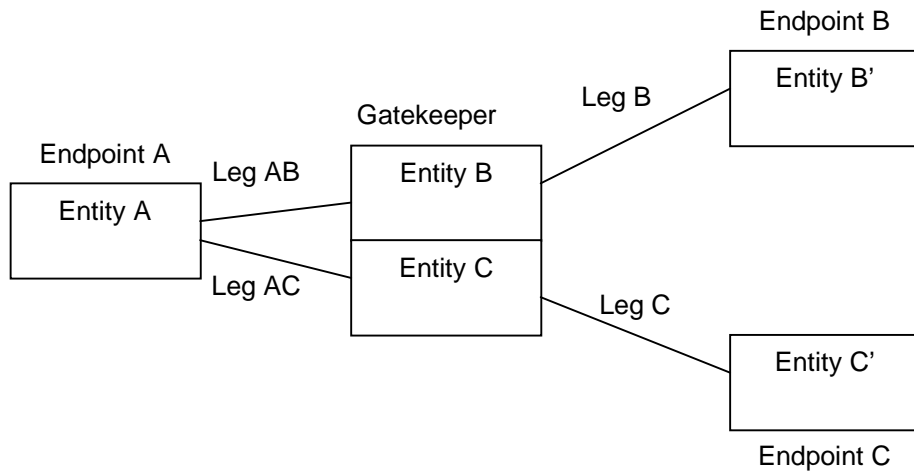 Endpoint B
Entity B'
Leg B
Gatekeeper
Endpoint A
Leg AB
Entity B
Entity A
Entity C
Leg AC
Leg C
Entity C'
Endpoint C